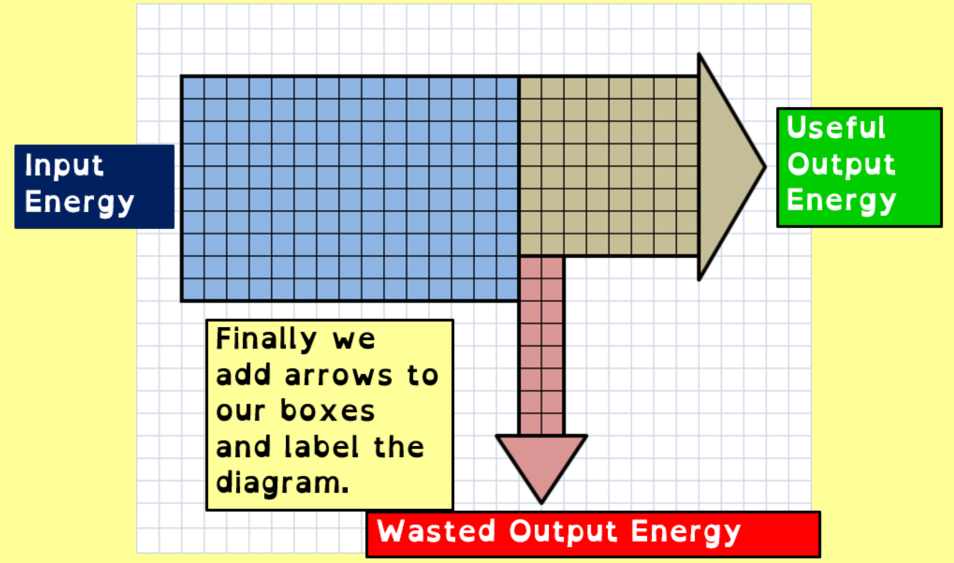 Input
Energy
Useful
Output
Energy
Finally we
add arrows to
our boxes
and label the
diagram.
Wasted Output Energy